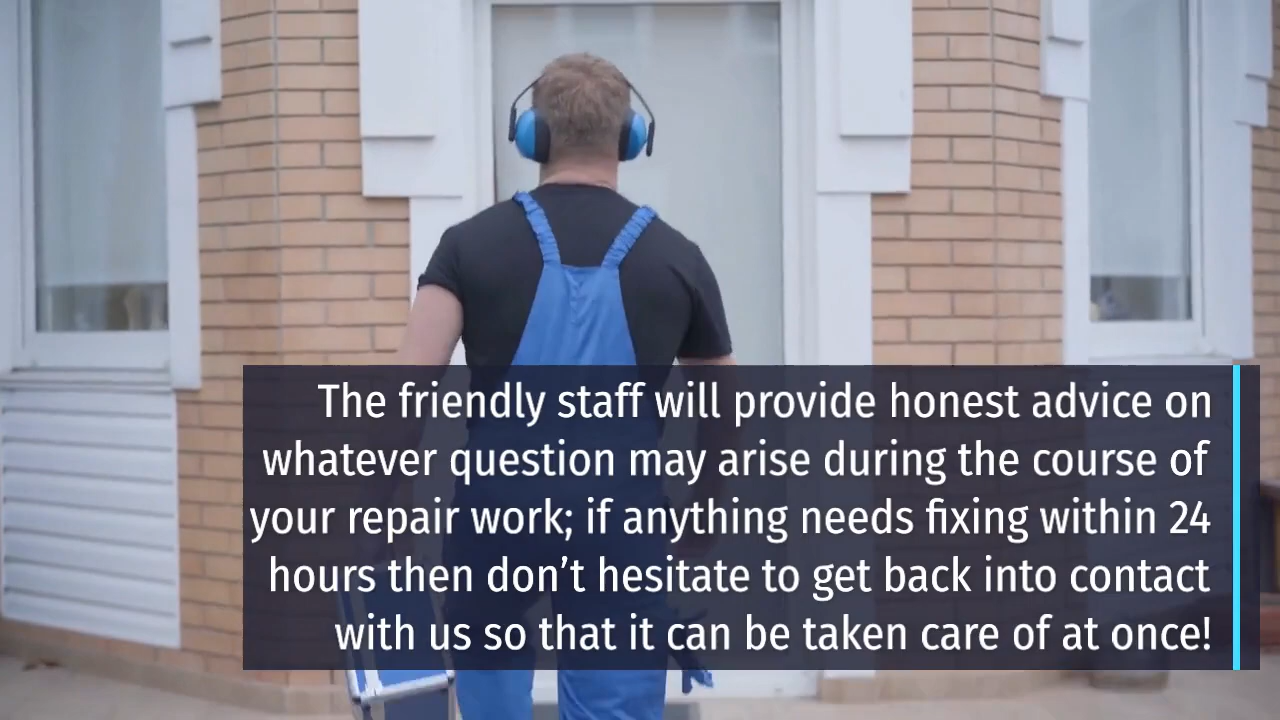 The friendly staff will provide honest advice on
whatever question may arise during the course of
your repair work; if anything needs fixing within 24
hours then don’t hesitate to get back into contact
with us so that it can be taken care of at once!